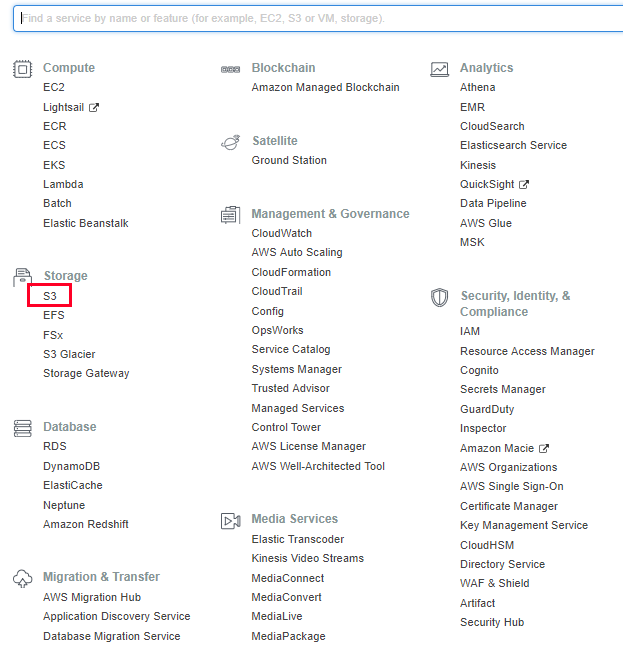 Find a service by name or feature (for example, EC2, S3 or VM, storage).
Compute
EC2
Lightsail
ECR
ECS
EKS
Lambda
Batch
Elastic Beanstalk
Storage
S3
EFS
FSx
S3 Glacier
Storage Gateway
Database
RDS
DynamoDB
ElastiCache
Neptune
Amazon Redshift
Migration & Transfer
AWS Migration Hub
Application Discovery Service
Database Migration Service
Blockchain
Amazon Managed Blockchain
Satellite
Ground Station
Management & Governance
CloudWatch
AWS Auto Scaling
CloudFormation
CloudTrail
Config
OpsWorks
Service Catalog
Systems Manager
Trusted Advisor
Managed Services
Control Tower
AWS License Manager
AWS Well-Architected Tool
Media Services
Elastic Transcoder
Kinesis Video Streams
MediaConnect
MediaConvert
MediaLive
MediaPackage
Analytics
Athena
EMR
CloudSearch
Elasticsearch Service
Kinesis
QuickSight
Data Pipeline
AWS Glue
MSK
Security, Identity, &
Compliance
IAM
Resource Access Manager
Cognito
Secrets Manager
GuardDuty
Inspector
Amazon Macie
AWS Organizations
AWS Single Sign-On
Certificate Manager
Key Management Service
CloudHSM
Directory Service
WAF & Shield
Artifact
Security Hub